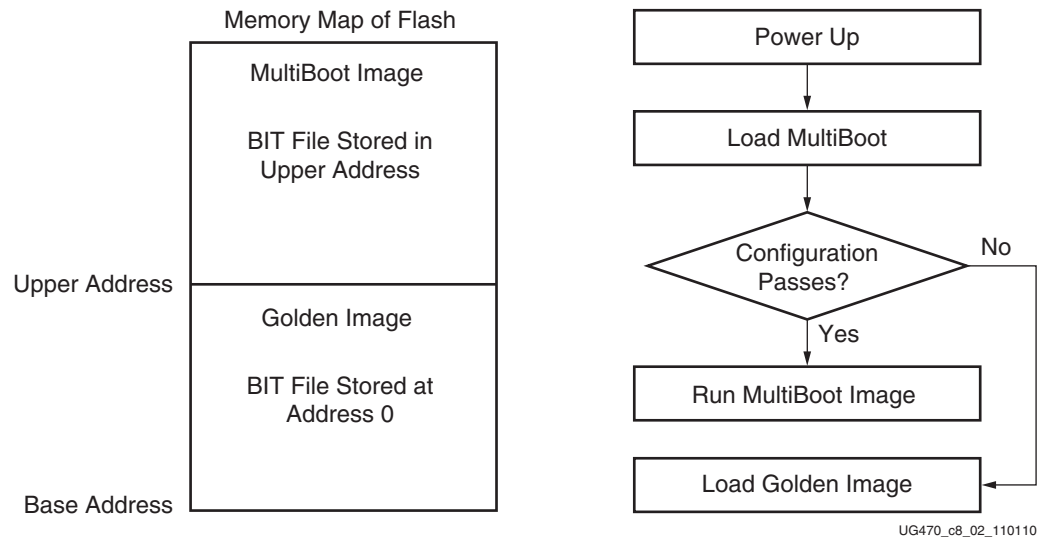 Memory Map of Flash
MultiBoot Image
BIT File Stored in
Upper Address
Upper Address
Golden Image
BIT File Stored at
Address 0
Base Address
Power Up
Load MultiBoot
Configuration
Passes?
No
Yes
Run MultiBoot Image
Load Golden Image
UG470_c8_02_110110